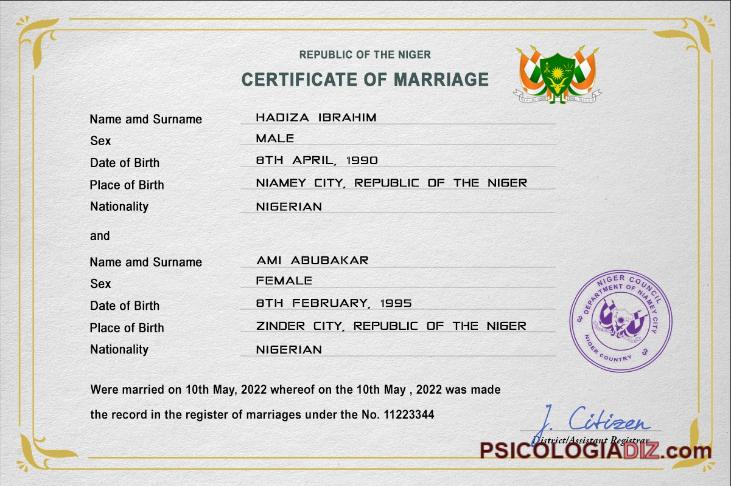 REPUBLIC OF THE NIGER
CERTIFICATE OF MARRIAGE
Name amd Surname HADIZA IBRAHIM
Sex MALE
Date of Birth 8TH APRIL, 1990
Place of Birth NIAMEY CITY, REPUBLIC OF THE NIGER
Nationality NIGERIAN
and
Name amd Surname AMI ABUBAKAR
Sex FEMALE
Date of Birth 8TH FEBRUARY, 1995
Place of Birth ZINDER CITY, REPUBLIC OF THE NIGER
Nationality NIGERIAN
NIGER COUNCIL
DEPARTMENT OF NIAMEY CITY
NIGER COUNTRY
Were married on 10th May, 2022 whereof on the 10th May , 2022 was made
the record in the register of marriages under the No. 11223344
J. Citizen
District/Assistant Registrar
PSICOLOGIADIZ.com